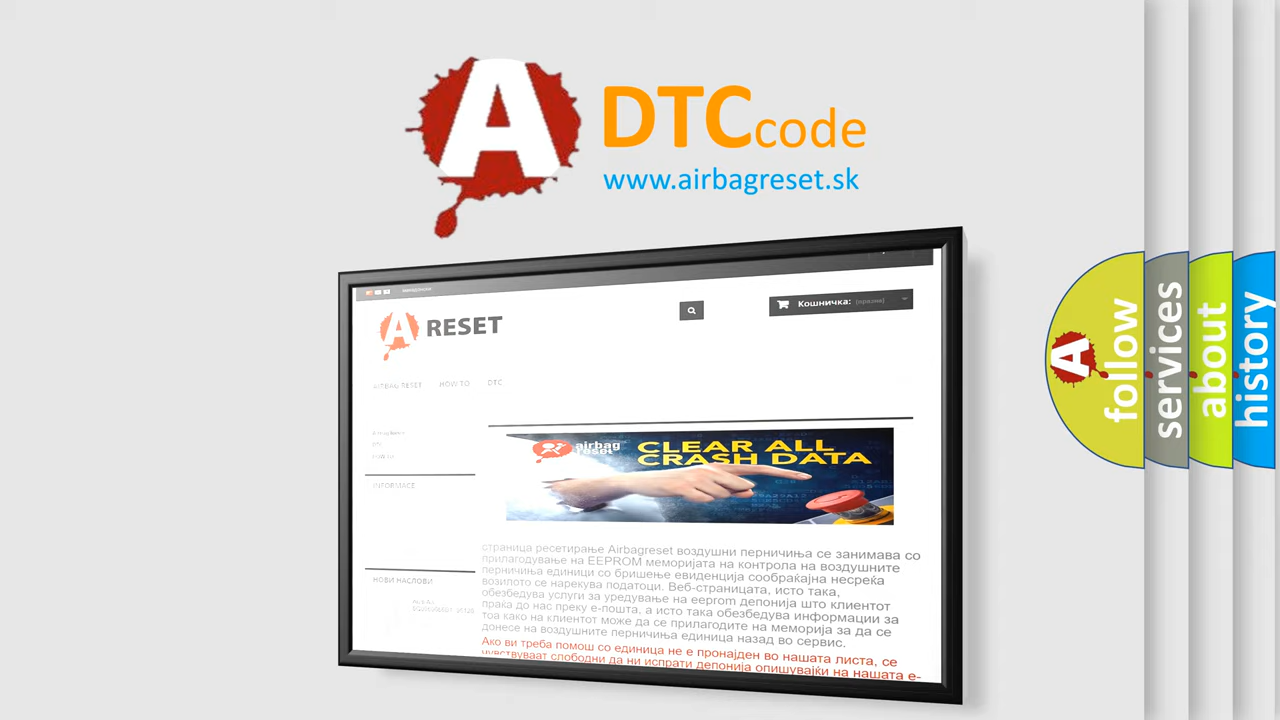 A
DTC code
www.airbagreset.sk
A RESET
Кошничка: (празни)
AIRBAG RESET HOW TO DTC
DTC
INFORMACE
airbag
reset
CLEAR ALL
CRASH DATA
НОВИ НАСЛОВИ
страница ресетирање Airbagreset воздушни перничиња се занимава со
прилагодување на EEPROM меморијата на контрола на воздушните
перничиња единици со бришење евиденција сообраќајна несреќа
возилото се нарекува податоци. Веб-страницата, исто така,
обезбедува услуги за уредување на eeprom депонија што клиентот
праќа до нас преку е-пошта, а исто така обезбедува информации за
тоа како на клиентот може да се прилагодите на меморија за да се
донесе на воздушните перничиња единица назад во сервис.
Ако ви треба помош со единица не е пронајден во нашата листа, се
чувствуваат слободни да ни испрати депонија опишувајќи на нашата е-
A
follow
services
about
history